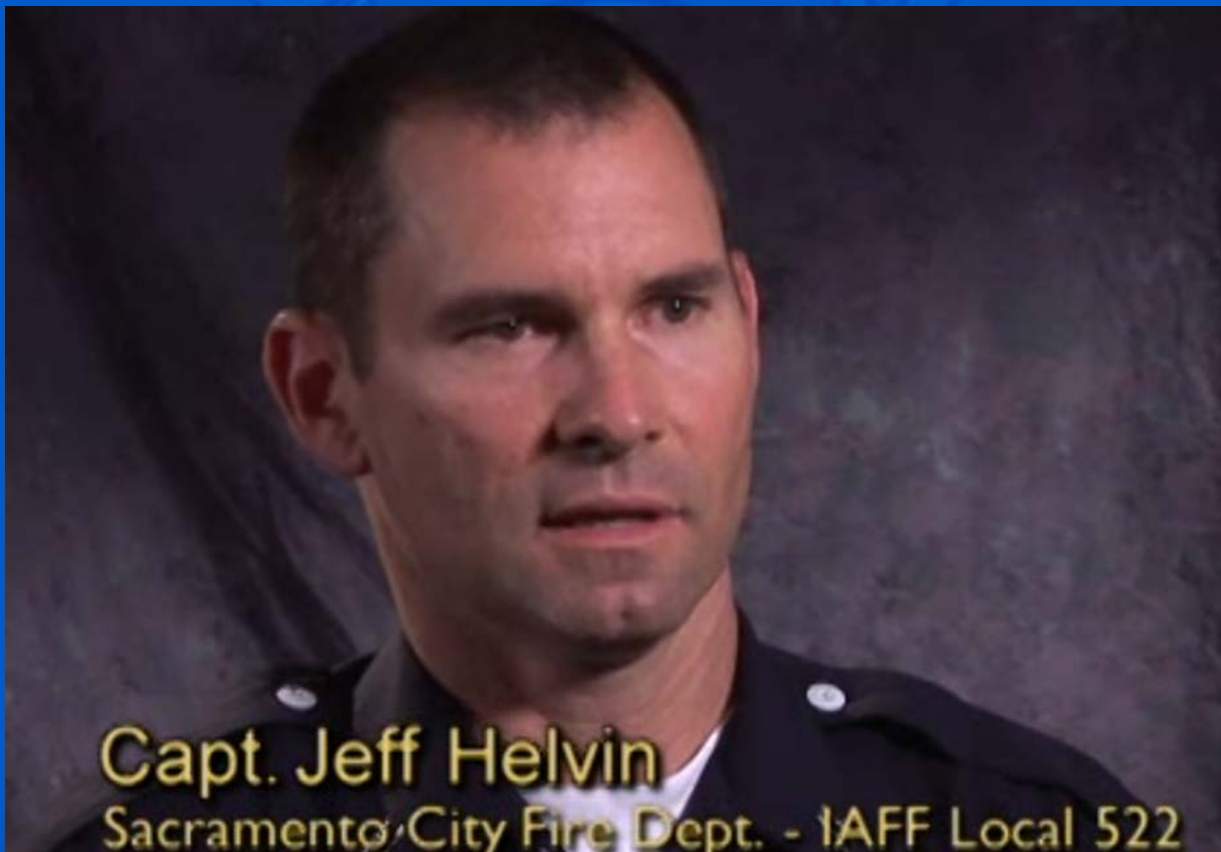 Capt. Jeff Helvin
Sacramento City Fire Dept. - IAFF Local 522